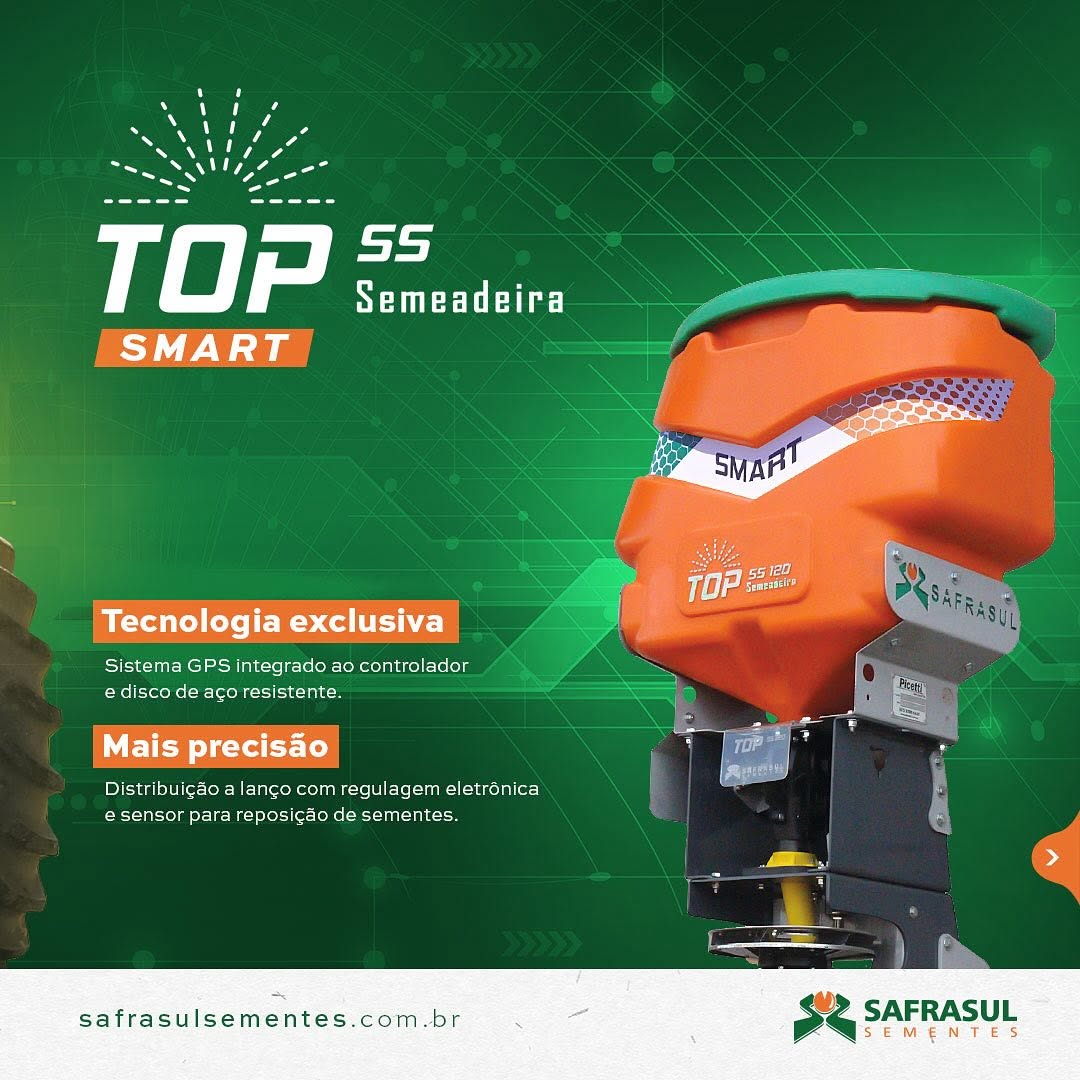 TOP SS
Semeadeira
SMART
SMART
TOP SS 120
Semeadeira
SAFRASUL
Picetti
Tecnologia exclusiva
Sistema GPS integrado ao controlador
e disco de aço resistente.
Mais precisão
Distribuição a lanço com regulagem eletrônica
e sensor para reposição de sementes.
TOP
safrasulsementes.com.br
SAFRASUL
SEMENTES